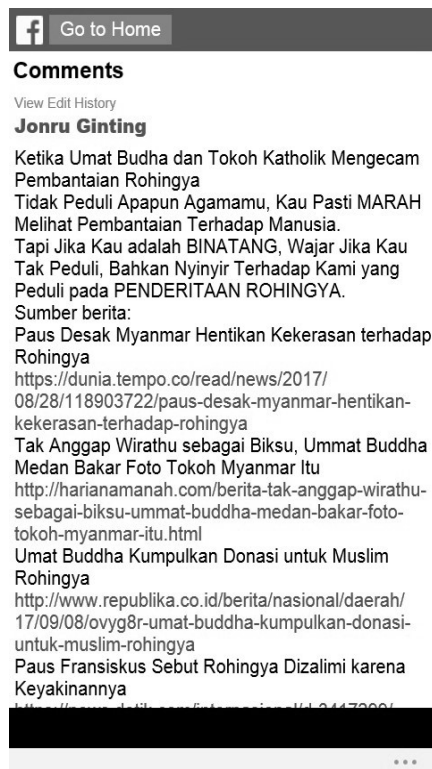 f Go to Home
Comments
View Edit History
Jonru Ginting
Ketika Umat Budha dan Tokoh Katholik Mengecam
Pembantaian Rohingya
Tidak Peduli Apapun Agamamu, Kau Pasti MARAH
Melihat Pembantaian Terhadap Manusia.
Tapi Jika Kau adalah BINATANG, Wajar Jika Kau
Tak Peduli, Bahkan Nyinyir Terhadap Kami yang
Peduli pada PENDERITAAN ROHINGYA.
Sumber berita:
Paus Desak Myanmar Hentikan Kekerasan terhadap
Rohingya
https://dunia.tempo.co/read/news/2017/
08/28/118903722/paus-desak-myanmar-hentikan-
kekerasan-terhadap-rohingya
Tak Anggap Wirathu sebagai Biksu, Ummat Buddha
Medan Bakar Foto Tokoh Myanmar Itu
http://harianamanah.com/berita-tak-anggap-wirathu-
sebagai-biksu-ummat-buddha-medan-bakar-foto-
tokoh-myanmar-itu.html
Umat Buddha Kumpulkan Donasi untuk Muslim
Rohingya
http://www.republika.co.id/berita/nasional/daerah/
17/09/08/ovyg8r-umat-buddha-kumpulkan-donasi-
untuk-muslim-rohingya
Paus Fransiskus Sebut Rohingya Dizalimi karena
Keyakinannya